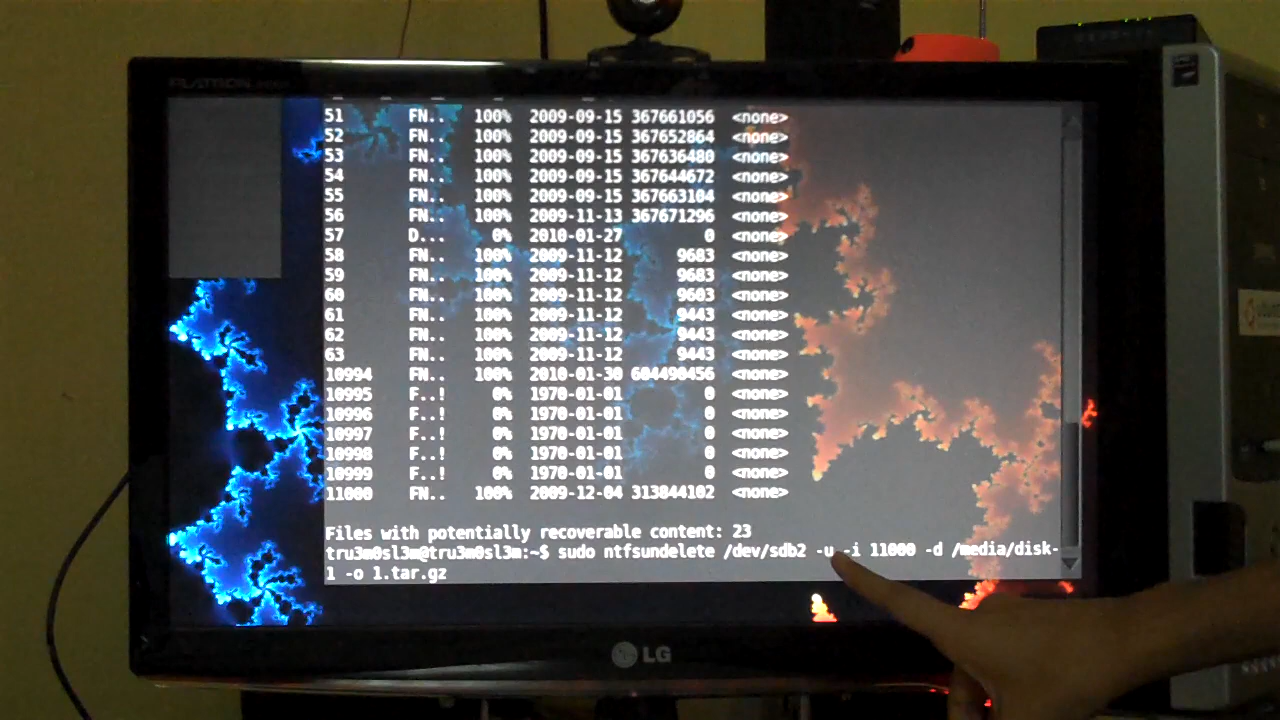 FLATRON
51 FN.. 100% 2009-09-15 367661056 <none>
52 FN.. 100% 2009-09-15 367652864 <none>
53 FN.. 100% 2009-09-15 367636480 <none>
54 FN.. 100% 2009-09-15 367644672 <none>
55 FN.. 100% 2009-09-15 367663104 <none>
56 FN.. 100% 2009-11-13 367671296 <none>
57 D... 0% 2010-01-27 0 <none>
58 FN.. 100% 2009-11-12 9683 <none>
59 FN.. 100% 2009-11-12 9683 <none>
60 FN.. 100% 2009-11-12 9603 <none>
61 FN.. 100% 2009-11-12 9443 <none>
62 FN.. 100% 2009-11-12 9443 <none>
63 FN.. 100% 2009-11-12 9443 <none>
10994 FN.. 100% 2010-01-30 604490456 <none>
10995 F..! 0% 1970-01-01 0 <none>
10996 F..! 0% 1970-01-01 0 <none>
10997 F..! 0% 1970-01-01 0 <none>
10998 F..! 0% 1970-01-01 0 <none>
10999 F..! 0% 1970-01-01 0 <none>
11000 FN.. 100% 2009-12-04 313844102 <none>
Files with potentially recoverable content: 23
tru3m0sl3m@tru3m0sl3m:~$ sudo ntfsundelete /dev/sdb2 -u -i 11000 -d /media/disk-
1 -o 1.tar.gz
LG